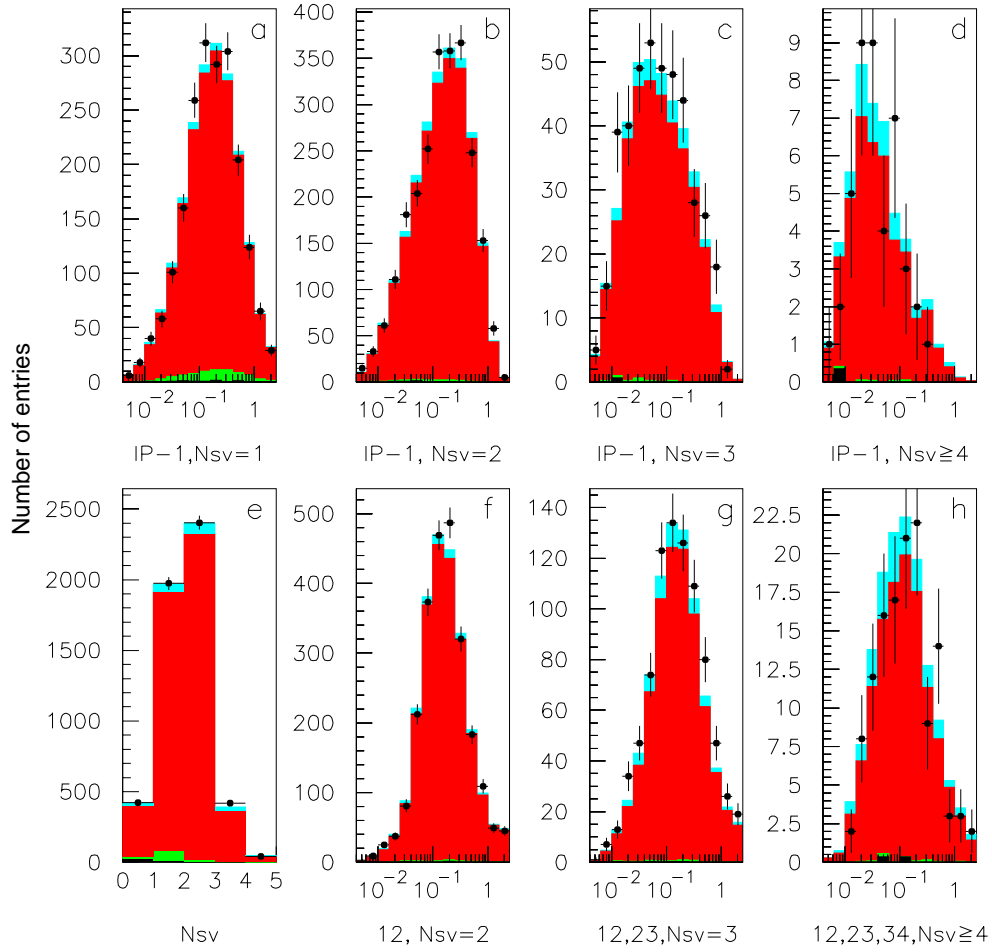 Number of entries
a
300
250
200
150
100
50
0
10⁻² 10⁻¹ 1
IP−1,Nsv=1
b
400
350
300
250
200
150
100
50
0
10⁻² 10⁻¹ 1
IP−1, Nsv=2
c
50
40
30
20
10
0
10⁻² 10⁻¹ 1
IP−1, Nsv=3
d
9
8
7
6
5
4
3
2
1
0
10⁻² 10⁻¹ 1
IP−1, Nsv≧4
e
2500
2000
1500
1000
500
0
0 1 2 3 4 5
Nsv
f
500
400
300
200
100
0
10⁻² 10⁻¹ 1
12, Nsv=2
g
140
120
100
80
60
40
20
0
10⁻² 10⁻¹ 1
12,23,Nsv=3
h
22.5
20
17.5
15
12.5
10
7.5
5
2.5
0
10⁻² 10⁻¹ 1
12,23,34,Nsv≧4